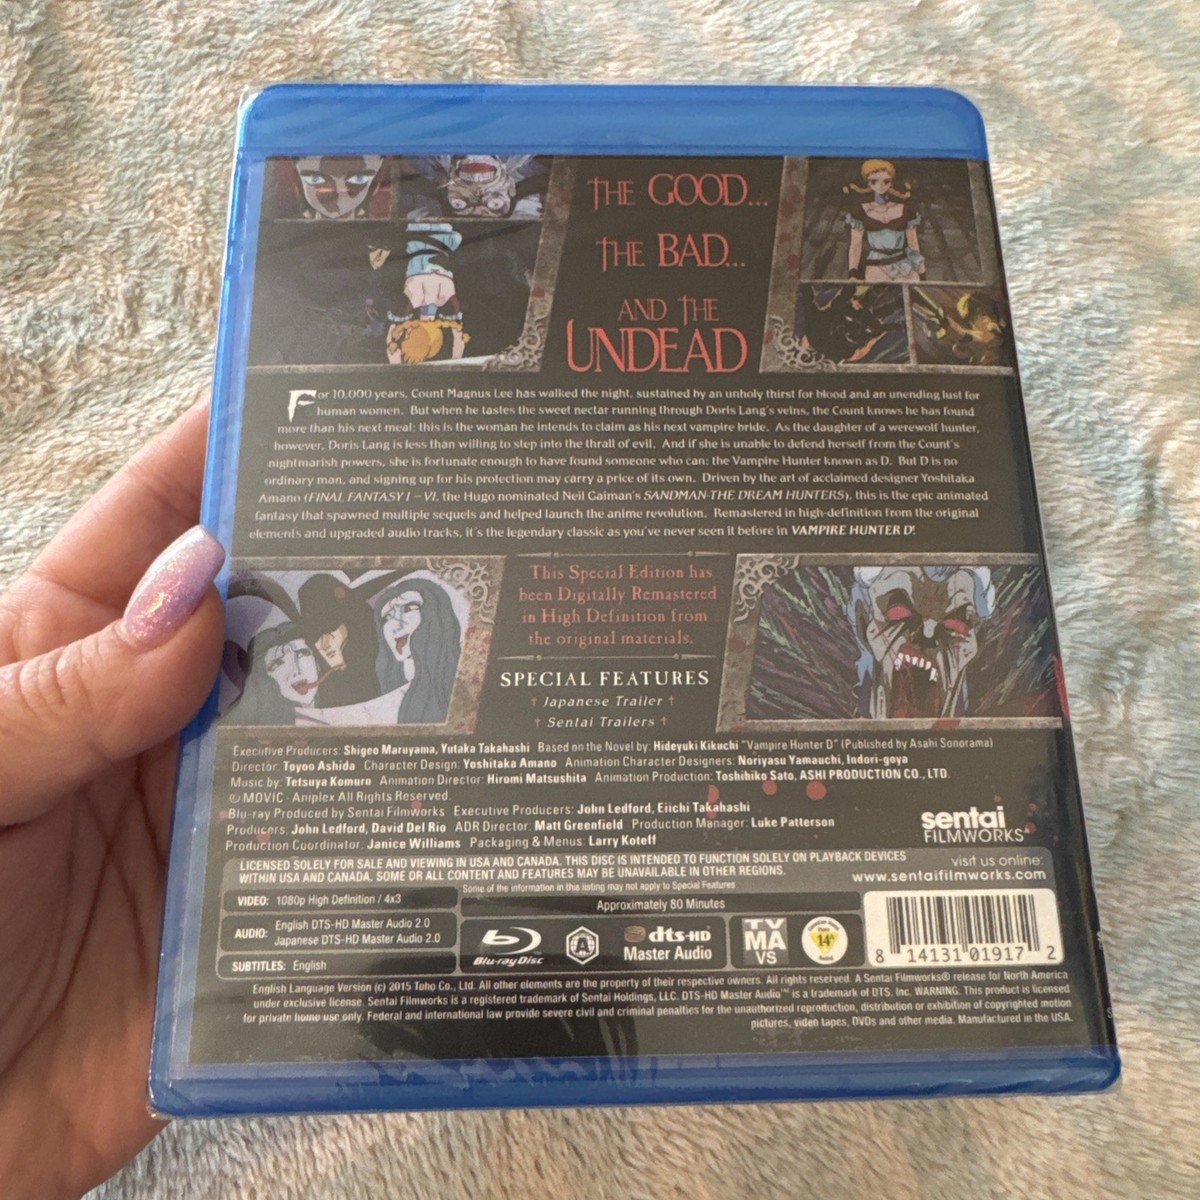 THE GOOD...
THE BAD...
AND THE
UNDEAD
For 10,000 years, Count Magnus Lee has walked the night, sustained by an unholy thirst for blood and an unending lust for
human women. But when he tastes the sweet nectar running through Doris Lang's veins, the Count knows he has found
more than his next meal: this is the woman he intends to claim as his next vampire bride. As the daughter of a werewolf hunter,
however, Doris Lang is less than willing to step into the thrall of evil. And if she is unable to defend herself from the Count's
nightmarish powers, she is fortunate enough to have found someone who can: the Vampire Hunter known as D. But D is no
ordinary man, and signing up for his protection may carry a price of its own. Driven by the art of acclaimed designer Yoshitaka
Amano (FINAL FANTASY I – VI, the Hugo nominated Neil Gaiman's SANDMAN-THE DREAM HUNTERS), this is the epic animated
fantasy that spawned multiple sequels and helped launch the anime revolution. Remastered in high-definition from the original
elements and upgraded audio tracks, it's the legendary classic as you've never seen it before in VAMPIRE HUNTER D!
This Special Edition has
been Digitally Remastered
in High Definition from
the original materials.
SPECIAL FEATURES
† Japanese Trailer †
† Sentai Trailers †
Executive Producers: Shigeo Maruyama, Yutaka Takahashi Based on the Novel by: Hideyuki Kikuchi "Vampire Hunter D" (Published by Asahi Sonorama)
Director: Toyoo Ashida Character Design: Yoshitaka Amano Animation Character Designers: Noriyasu Yamauchi, Indori-goya
Music by: Tetsuya Komuro Animation Director: Hiromi Matsushita Animation Production: Toshihiko Sato, ASHI PRODUCTION CO., LTD.
© MOVIC · Aniplex All Rights Reserved.
Blu-ray Produced by Sentai Filmworks Executive Producers: John Ledford, Eiichi Takahashi
Producers: John Ledford, David Del Rio ADR Director: Matt Greenfield Production Manager: Luke Patterson
Production Coordinator: Janice Williams Packaging & Menus: Larry Koteff
sentai
FILMWORKS
visit us online:
www.sentaifilmworks.com
LICENSED SOLELY FOR SALE AND VIEWING IN USA AND CANADA. THIS DISC IS INTENDED TO FUNCTION SOLELY ON PLAYBACK DEVICES
WITHIN USA AND CANADA. SOME OR ALL CONTENT AND FEATURES MAY BE UNAVAILABLE IN OTHER REGIONS.
Some of the information in this listing may not apply to Special Features
VIDEO: 1080p High Definition / 4x3
Approximately 80 Minutes
AUDIO: English DTS-HD Master Audio 2.0
Japanese DTS-HD Master Audio 2.0
SUBTITLES: English
Blu-ray Disc
A
dts-HD
Master Audio
TV
MA
VS
14+
8 14131 01917 2
English Language Version (c) 2015 Toho Co., Ltd. All other elements are the property of their respective owners. All rights reserved. A Sentai Filmworks® release for North America
under exclusive license. Sentai Filmworks is a registered trademark of Sentai Holdings, LLC. DTS-HD Master Audio™ is a trademark of DTS, Inc. WARNING: This product is licensed
for private home use only. Federal and international law provide severe civil and criminal penalties for the unauthorized reproduction, distribution or exhibition of copyrighted motion
pictures, video tapes, DVDs and other media. Manufactured in the USA.